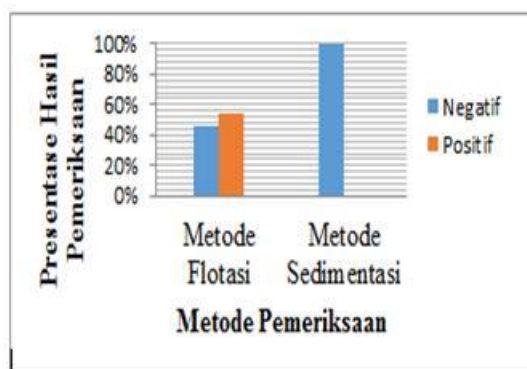 Presentase Hasil
Pemeriksaan
100%
80%
60%
40%
20%
0%
Metode
Flotasi
Metode
Sedimentasi
Metode Pemeriksaan
Negatif
Positif